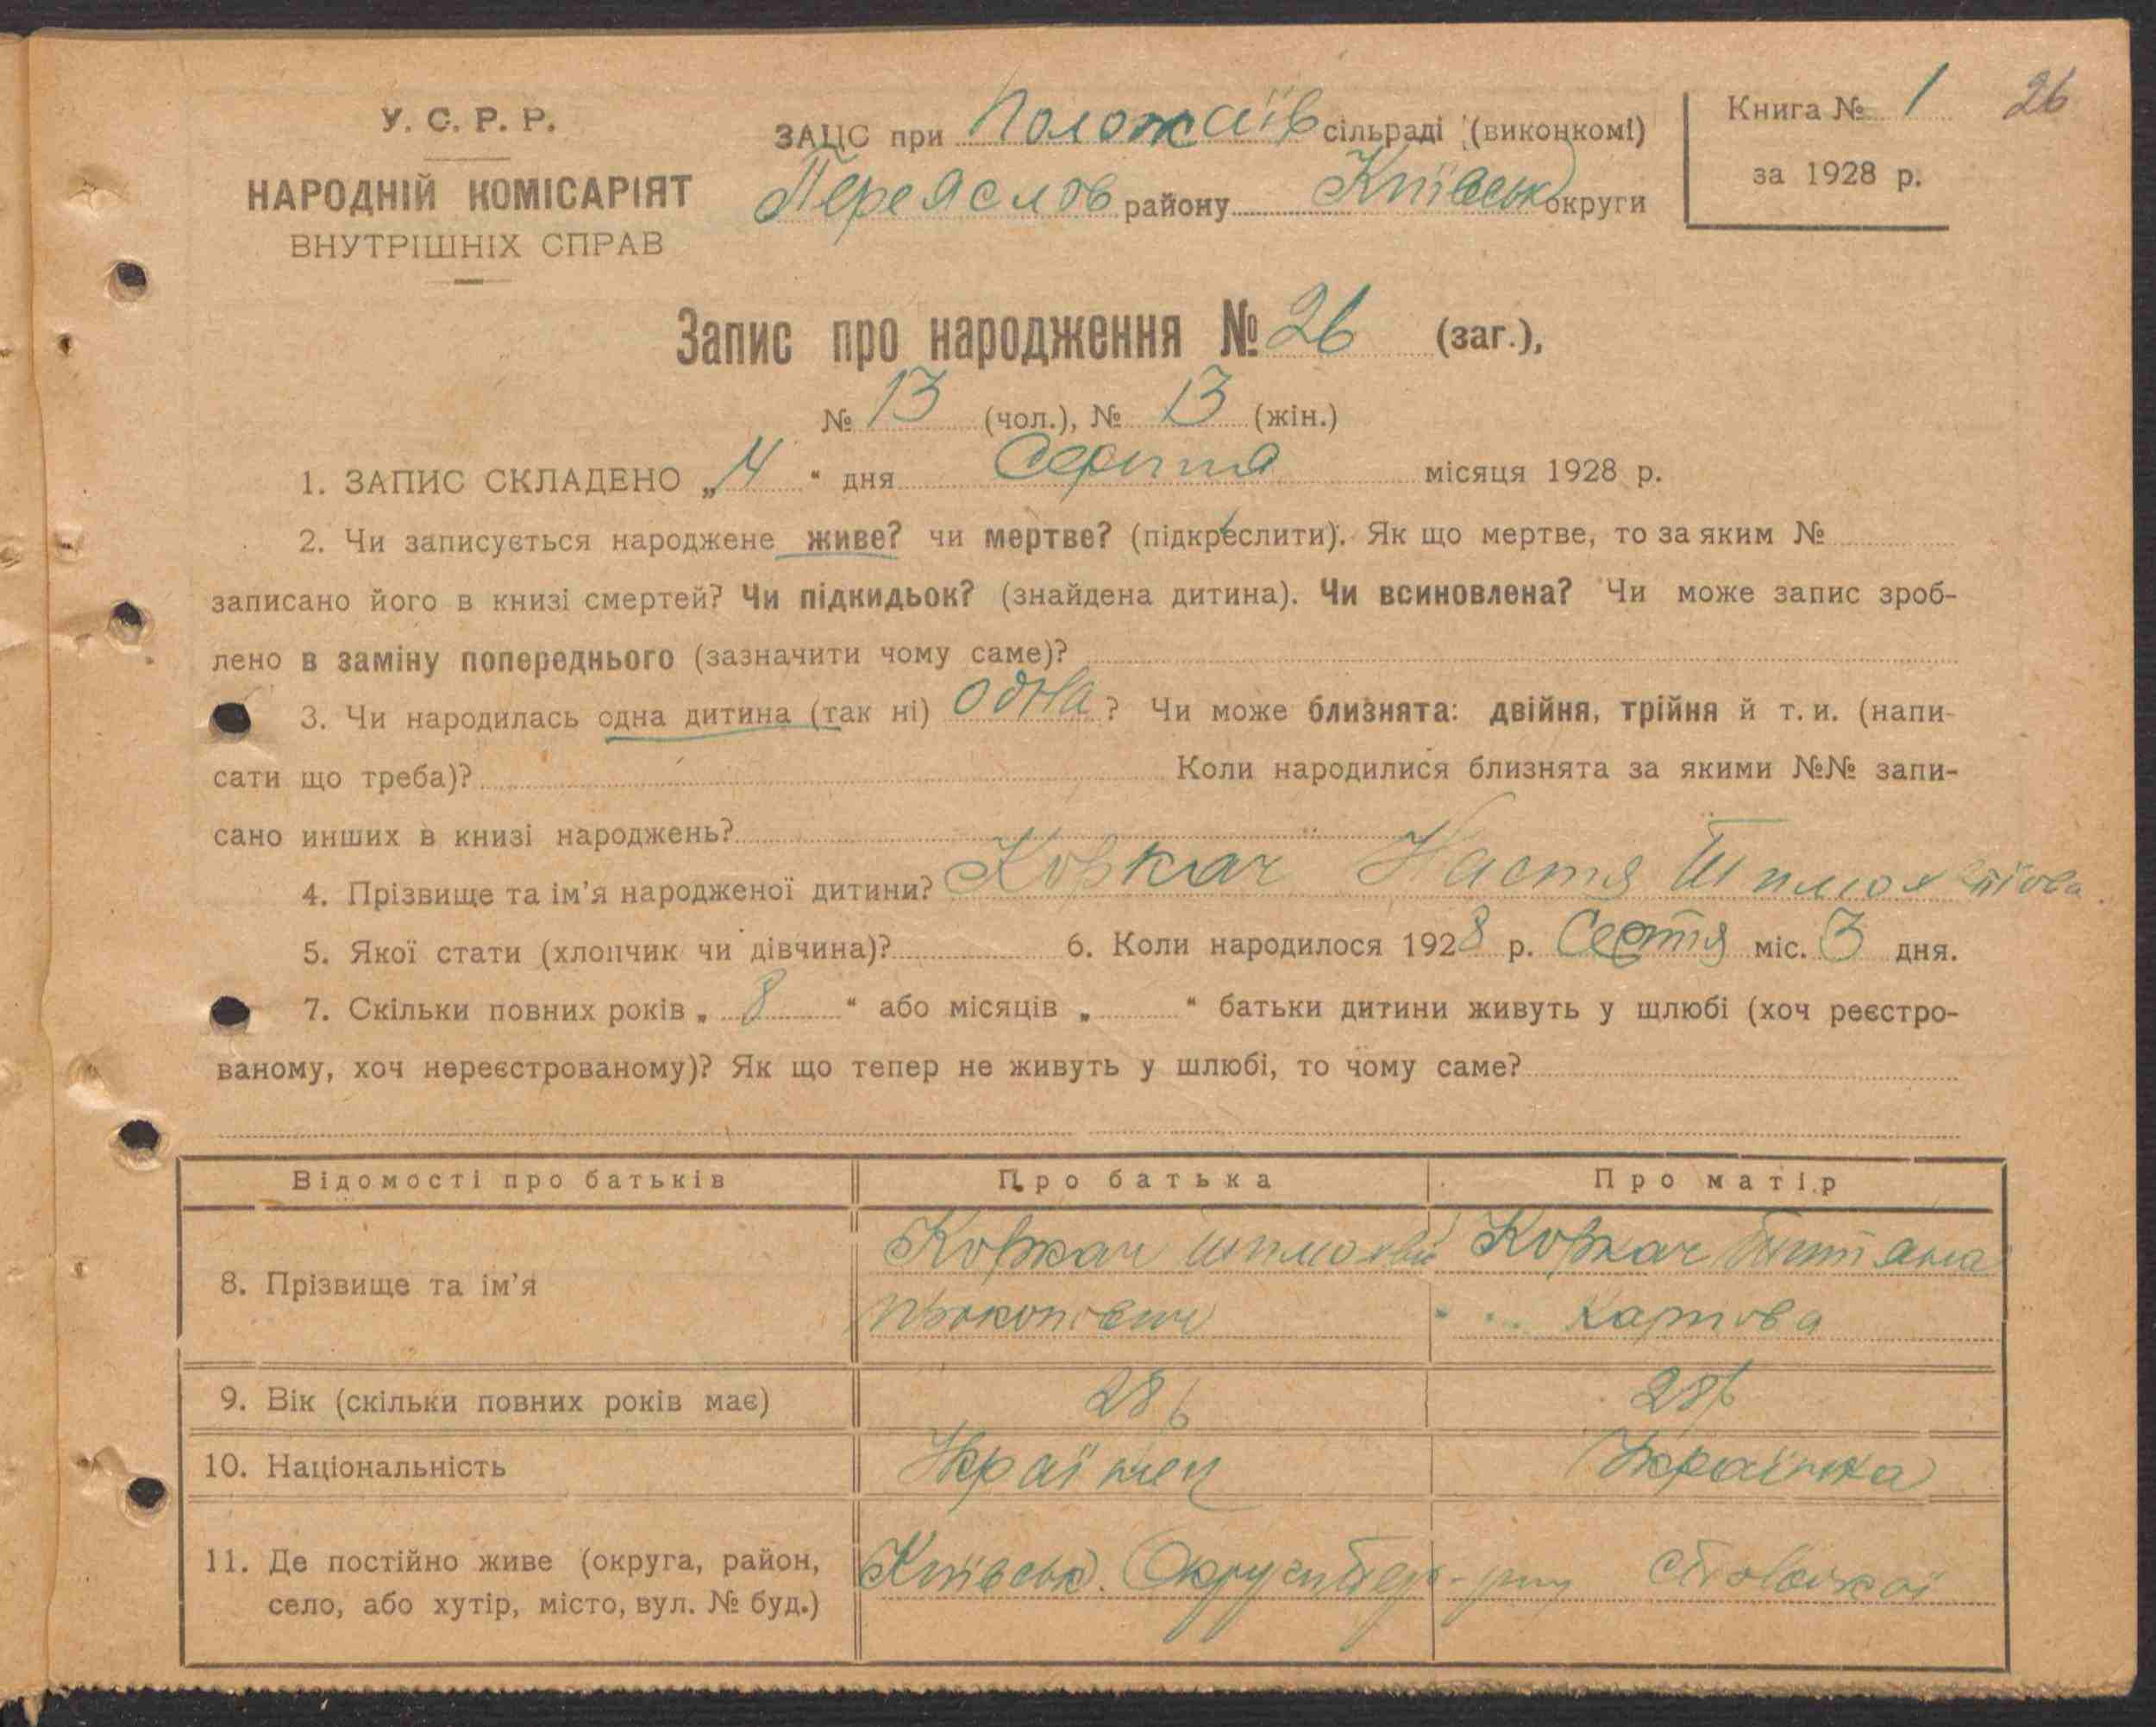 У. С. Р. Р.
НАРОДНІЙ КОМІСАРІЯТ
ВНУТРІШНІХ СПРАВ
ЗАЦС при Положаїв сільраді (виконкомі)
Переяслов району Київськ округи
Книга № 1 26
за 1928 р.
Запис про народження № 26 (заг.),
№ 13 (чол.), № 13 (жін.)
1. ЗАПИС СКЛАДЕНО „ 4 “ дня Серпня місяця 1928 р.
2. Чи записується народжене живе? чи мертве? (підкреслити). Як що мертве, то за яким №
записано його в книзі смертей? Чи підкидьок? (знайдена дитина). Чи всиновлена? Чи може запис зроб-
лено в заміну попереднього (зазначити чому саме)?
3. Чи народилась одна дитина (так ні) одна ? Чи може близнята: двійня, трійня й т. и. (напи-
сати що треба)? Коли народилися близнята за якими №№ запи-
сано инших в книзі народжень?
4. Прізвище та ім’я народженої дитини? Коркач Настя
5. Якої стати (хлопчик чи дівчина)? 6. Коли народилося 1928 р. міс. 3 дня.
7. Скільки повних років „ 8 “ або місяців „ “ батьки дитини живуть у шлюбі (хоч реєстро-
ваному, хоч нереєстрованому)? Як що тепер не живуть у шлюбі, то чому саме?
Відомості про батьків Про батька Про матір
8. Прізвище та ім’я Коркач Коркач
Карпова
9. Вік (скільки повних років має) 28 28
10. Національність Українец Українка
11. Де постійно живе (округа, район, Київськ. Округи
село, або хутір, місто, вул. № буд.)